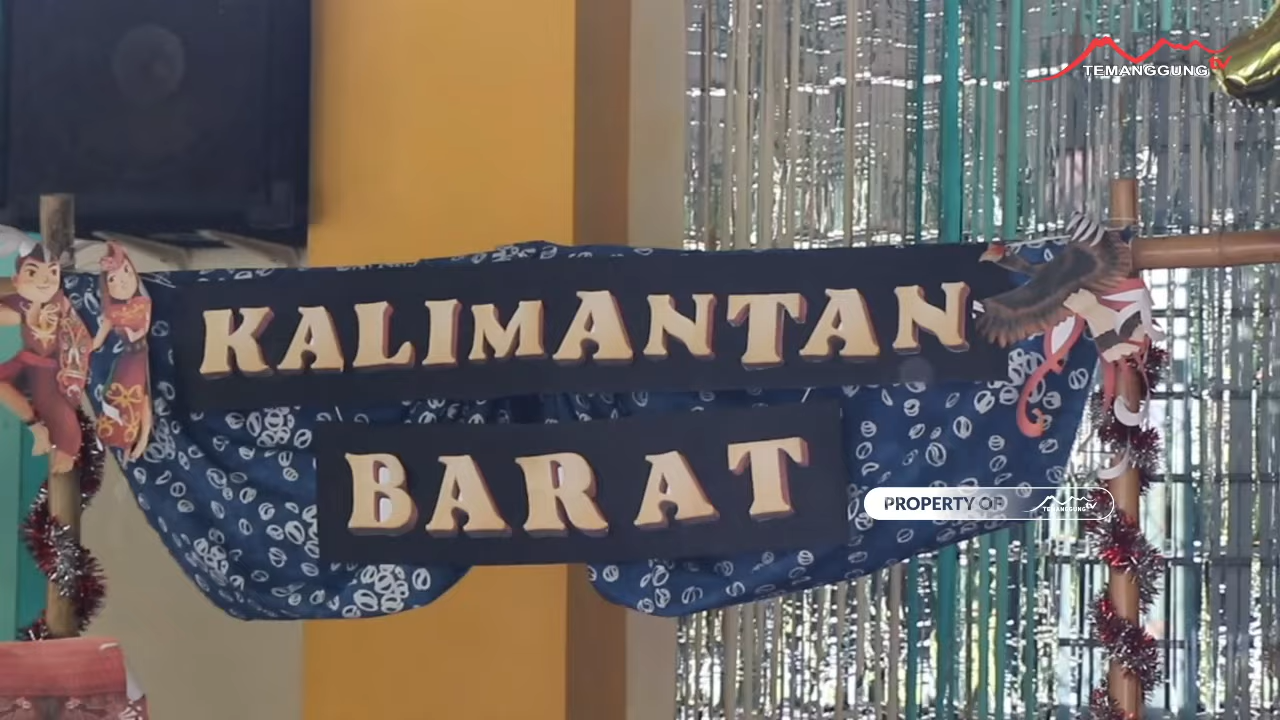 TEMANGGUNG TV
KALIMANTAN
BARAT
PROPERTY OF TEMANGGUNG TV